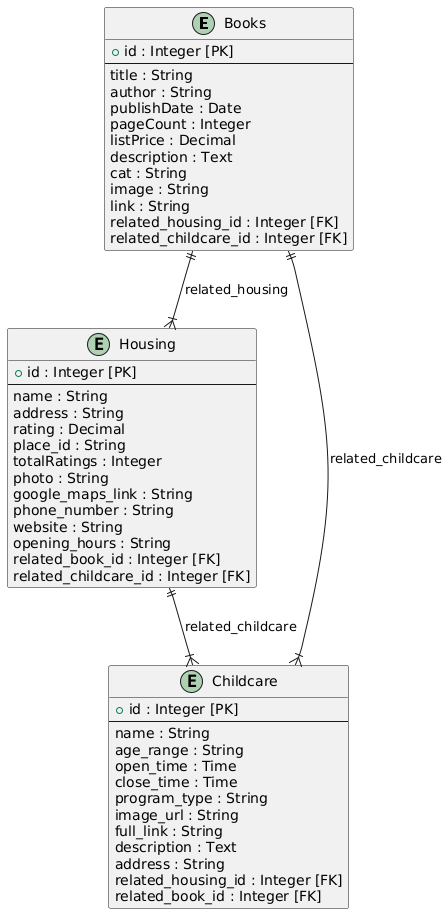 E Books
id : Integer [PK]
title : String
author : String
publishDate : Date
pageCount : Integer
listPrice : Decimal
description : Text
cat : String
image : String
link : String
related_housing_id : Integer [FK]
related_childcare_id : Integer [FK]
related_housing
E Housing
id : Integer [PK]
name : String
address : String
rating : Decimal
place_id : String
totalRatings : Integer
photo : String
google_maps_link : String
phone_number : String
website : String
opening_hours : String
related_book_id : Integer [FK]
related_childcare_id : Integer [FK]
related_childcare
related_childcare
E Childcare
id : Integer [PK]
name : String
age_range : String
open_time : Time
close_time : Time
program_type : String
image_url : String
full_link : String
description : Text
address : String
related_housing_id : Integer [FK]
related_book_id : Integer [FK]